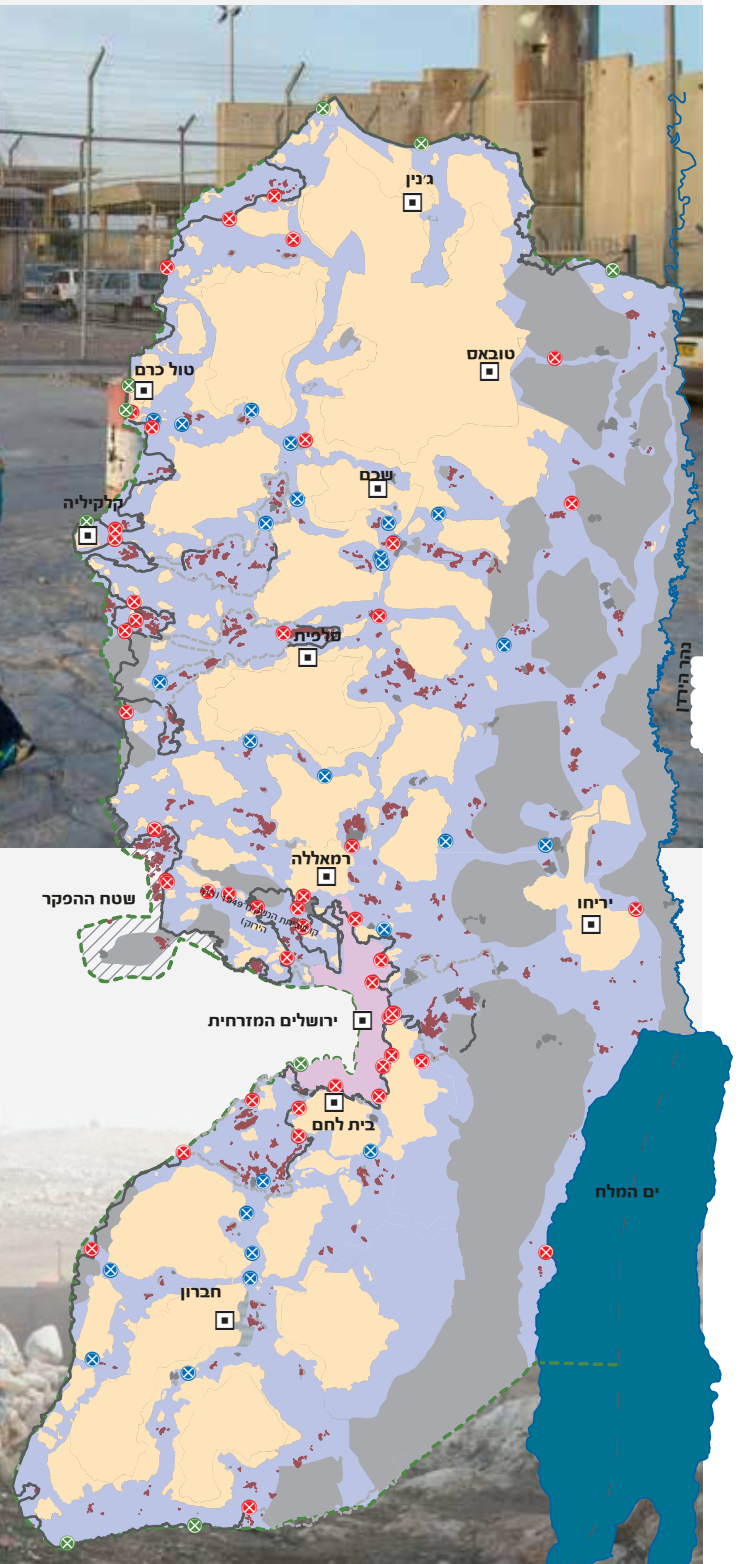 ג'נין
טובאס
טול כרם
שכם
קלקיליה
סלפית
נהר הירדן
רמאללה
יריחו
שטח ההפקר
ירושלים המזרחית
בית לחם
ים המלח
חברון